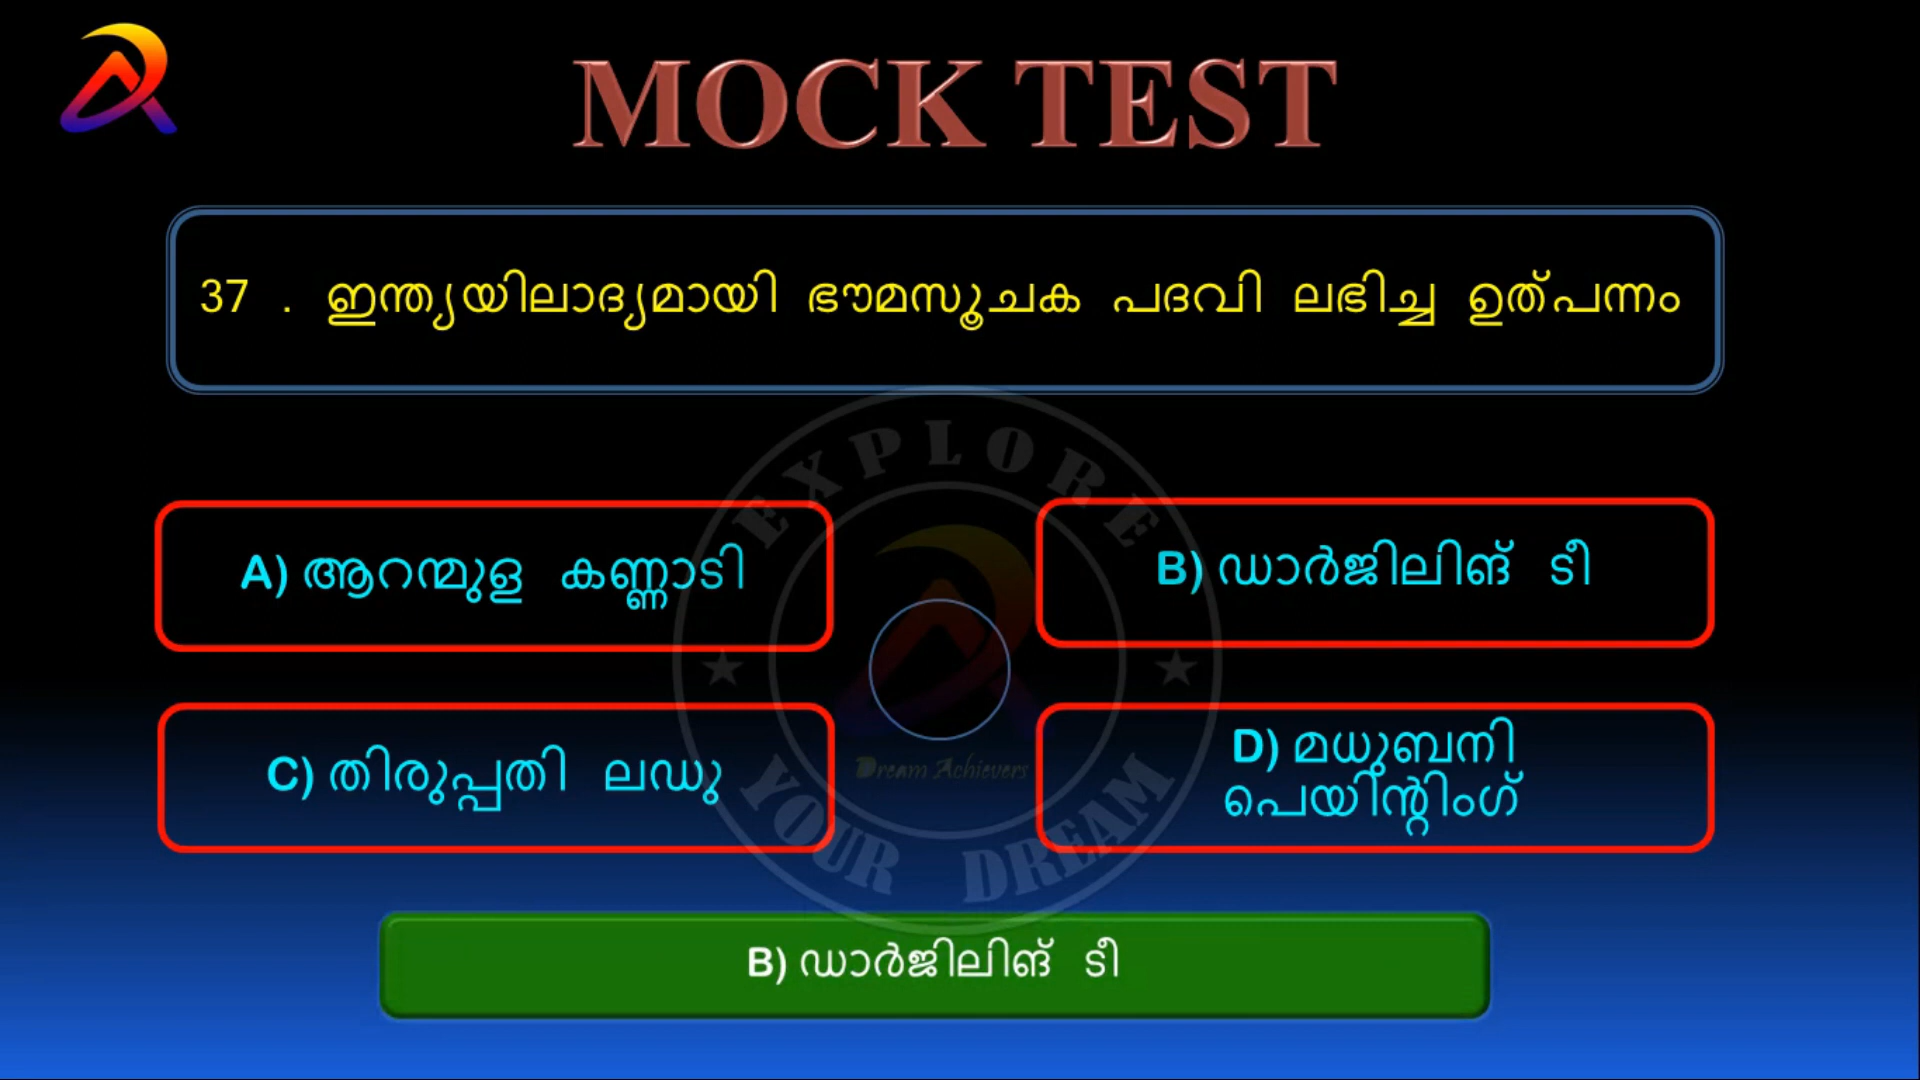 MOCK TEST
37 . ഇന്ത്യയിലാദ്യമായി ഭൗമസൂചക പദവി ലഭിച്ച ഉത്പന്നം
A) ആറന്മുള കണ്ണാടി
B) ഡാർജിലിങ് ടീ
C) തിരുപ്പതി ലഡു
D) മധുബനി
പെയിന്റിംഗ്
EXPLORE
Dream Achievers
YOUR DREAM
B) ഡാർജിലിങ് ടീ